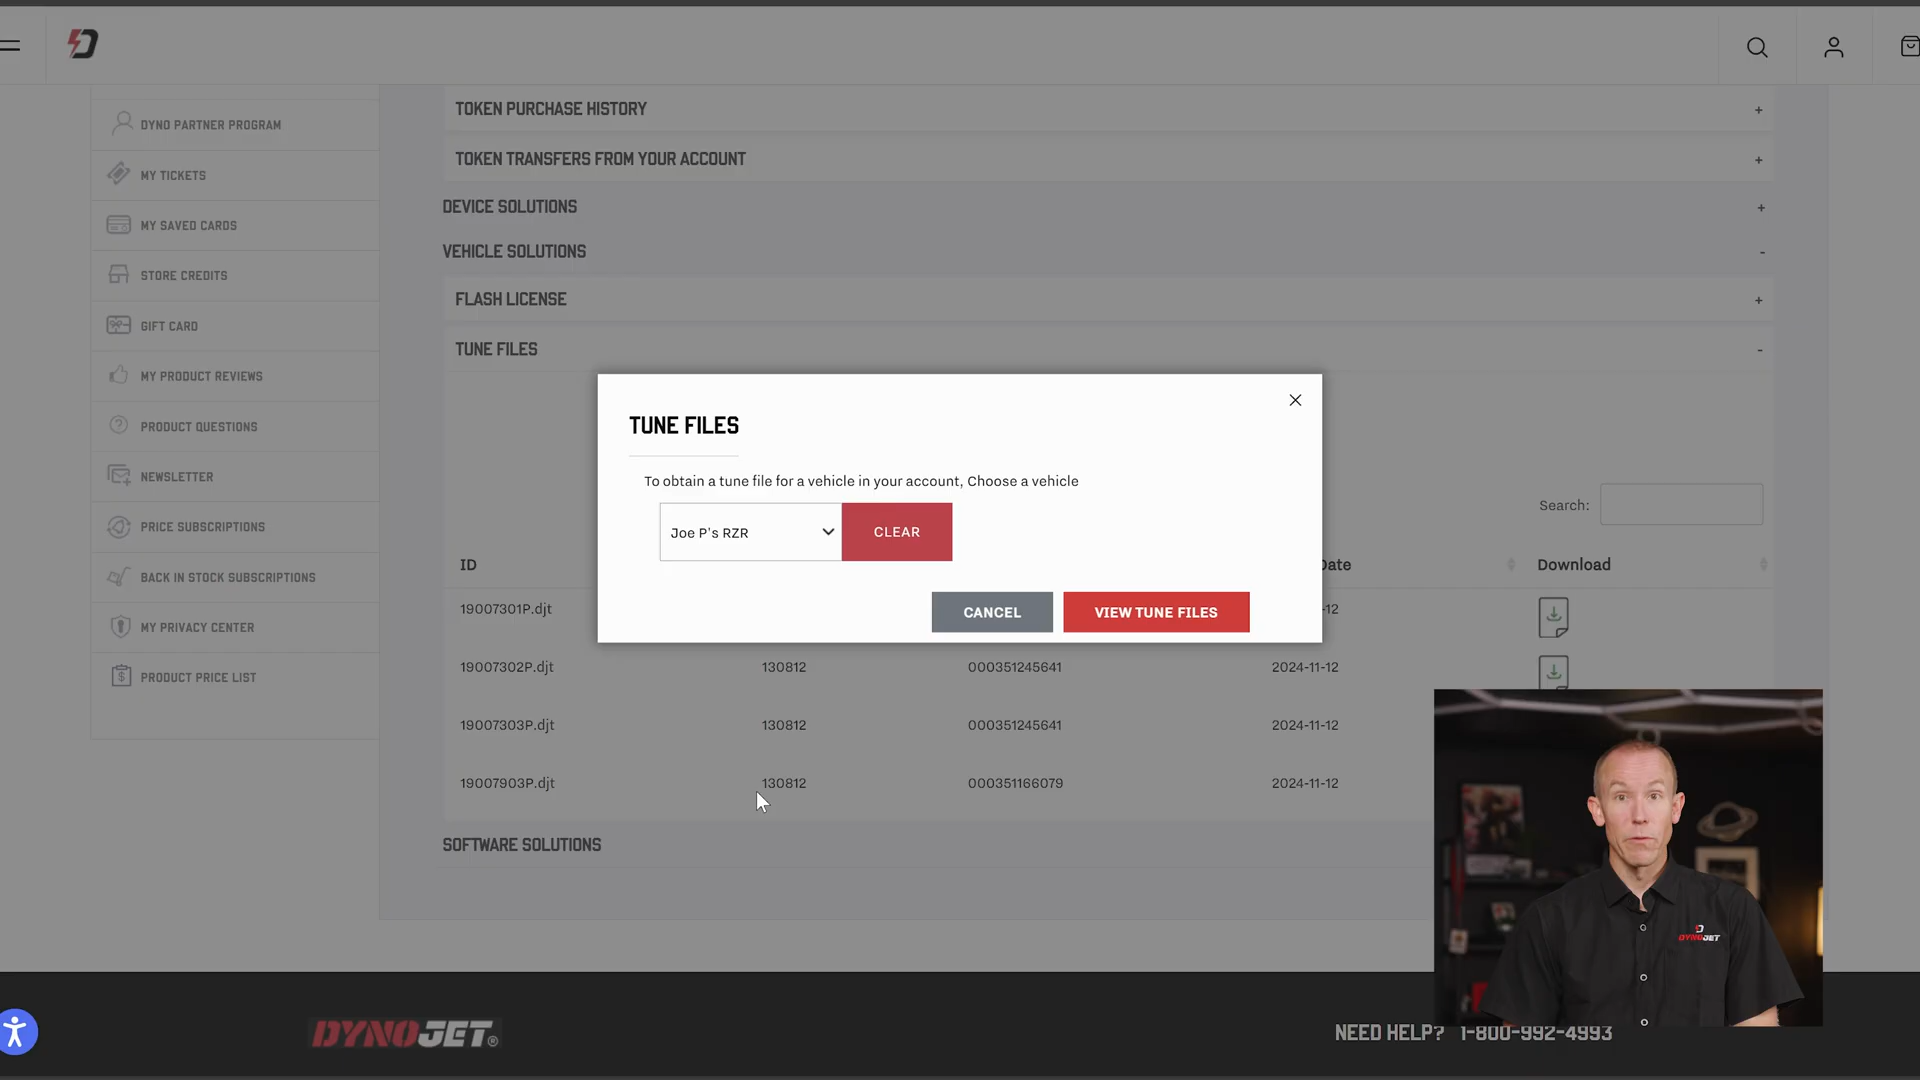 DYNO PARTNER PROGRAM
MY TICKETS
MY SAVED CARDS
STORE CREDITS
GIFT CARD
MY PRODUCT REVIEWS
PRODUCT QUESTIONS
NEWSLETTER
PRICE SUBSCRIPTIONS
BACK IN STOCK SUBSCRIPTIONS
MY PRIVACY CENTER
PRODUCT PRICE LIST
TOKEN PURCHASE HISTORY +
TOKEN TRANSFERS FROM YOUR ACCOUNT +
DEVICE SOLUTIONS +
VEHICLE SOLUTIONS -
FLASH LICENSE +
TUNE FILES -
TUNE FILES
To obtain a tune file for a vehicle in your account, Choose a vehicle
Joe P's RZR CLEAR
CANCEL VIEW TUNE FILES
Search:
ID Date Download
19007301P.djt -12
19007302P.djt 130812 000351245641 2024-11-12
19007303P.djt 130812 000351245641 2024-11-12
19007903P.djt 130812 000351166079 2024-11-12
SOFTWARE SOLUTIONS
DYNOJET
DYNOJET®
NEED HELP? 1-800-992-4993